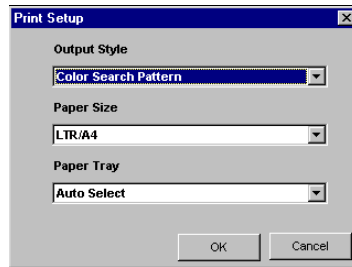 Print Setup
Output Style
Color Search Pattern
Paper Size
LTR/A4
Paper Tray
Auto Select
OK
Cancel